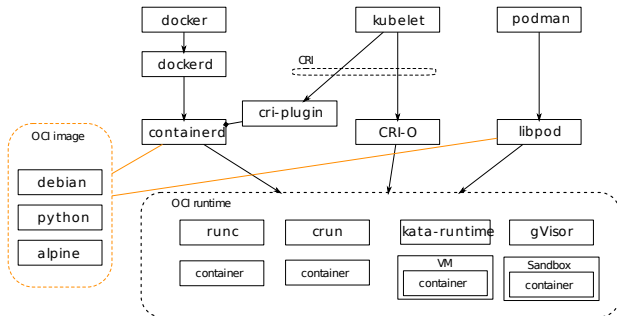 docker
kubelet
podman
dockerd
CRI
cri-plugin
containerd
CRI-O
libpod
OCI image
debian
python
alpine
OCI runtime
runc
crun
kata-runtime
gVisor
container
container
VM
container
Sandbox
container